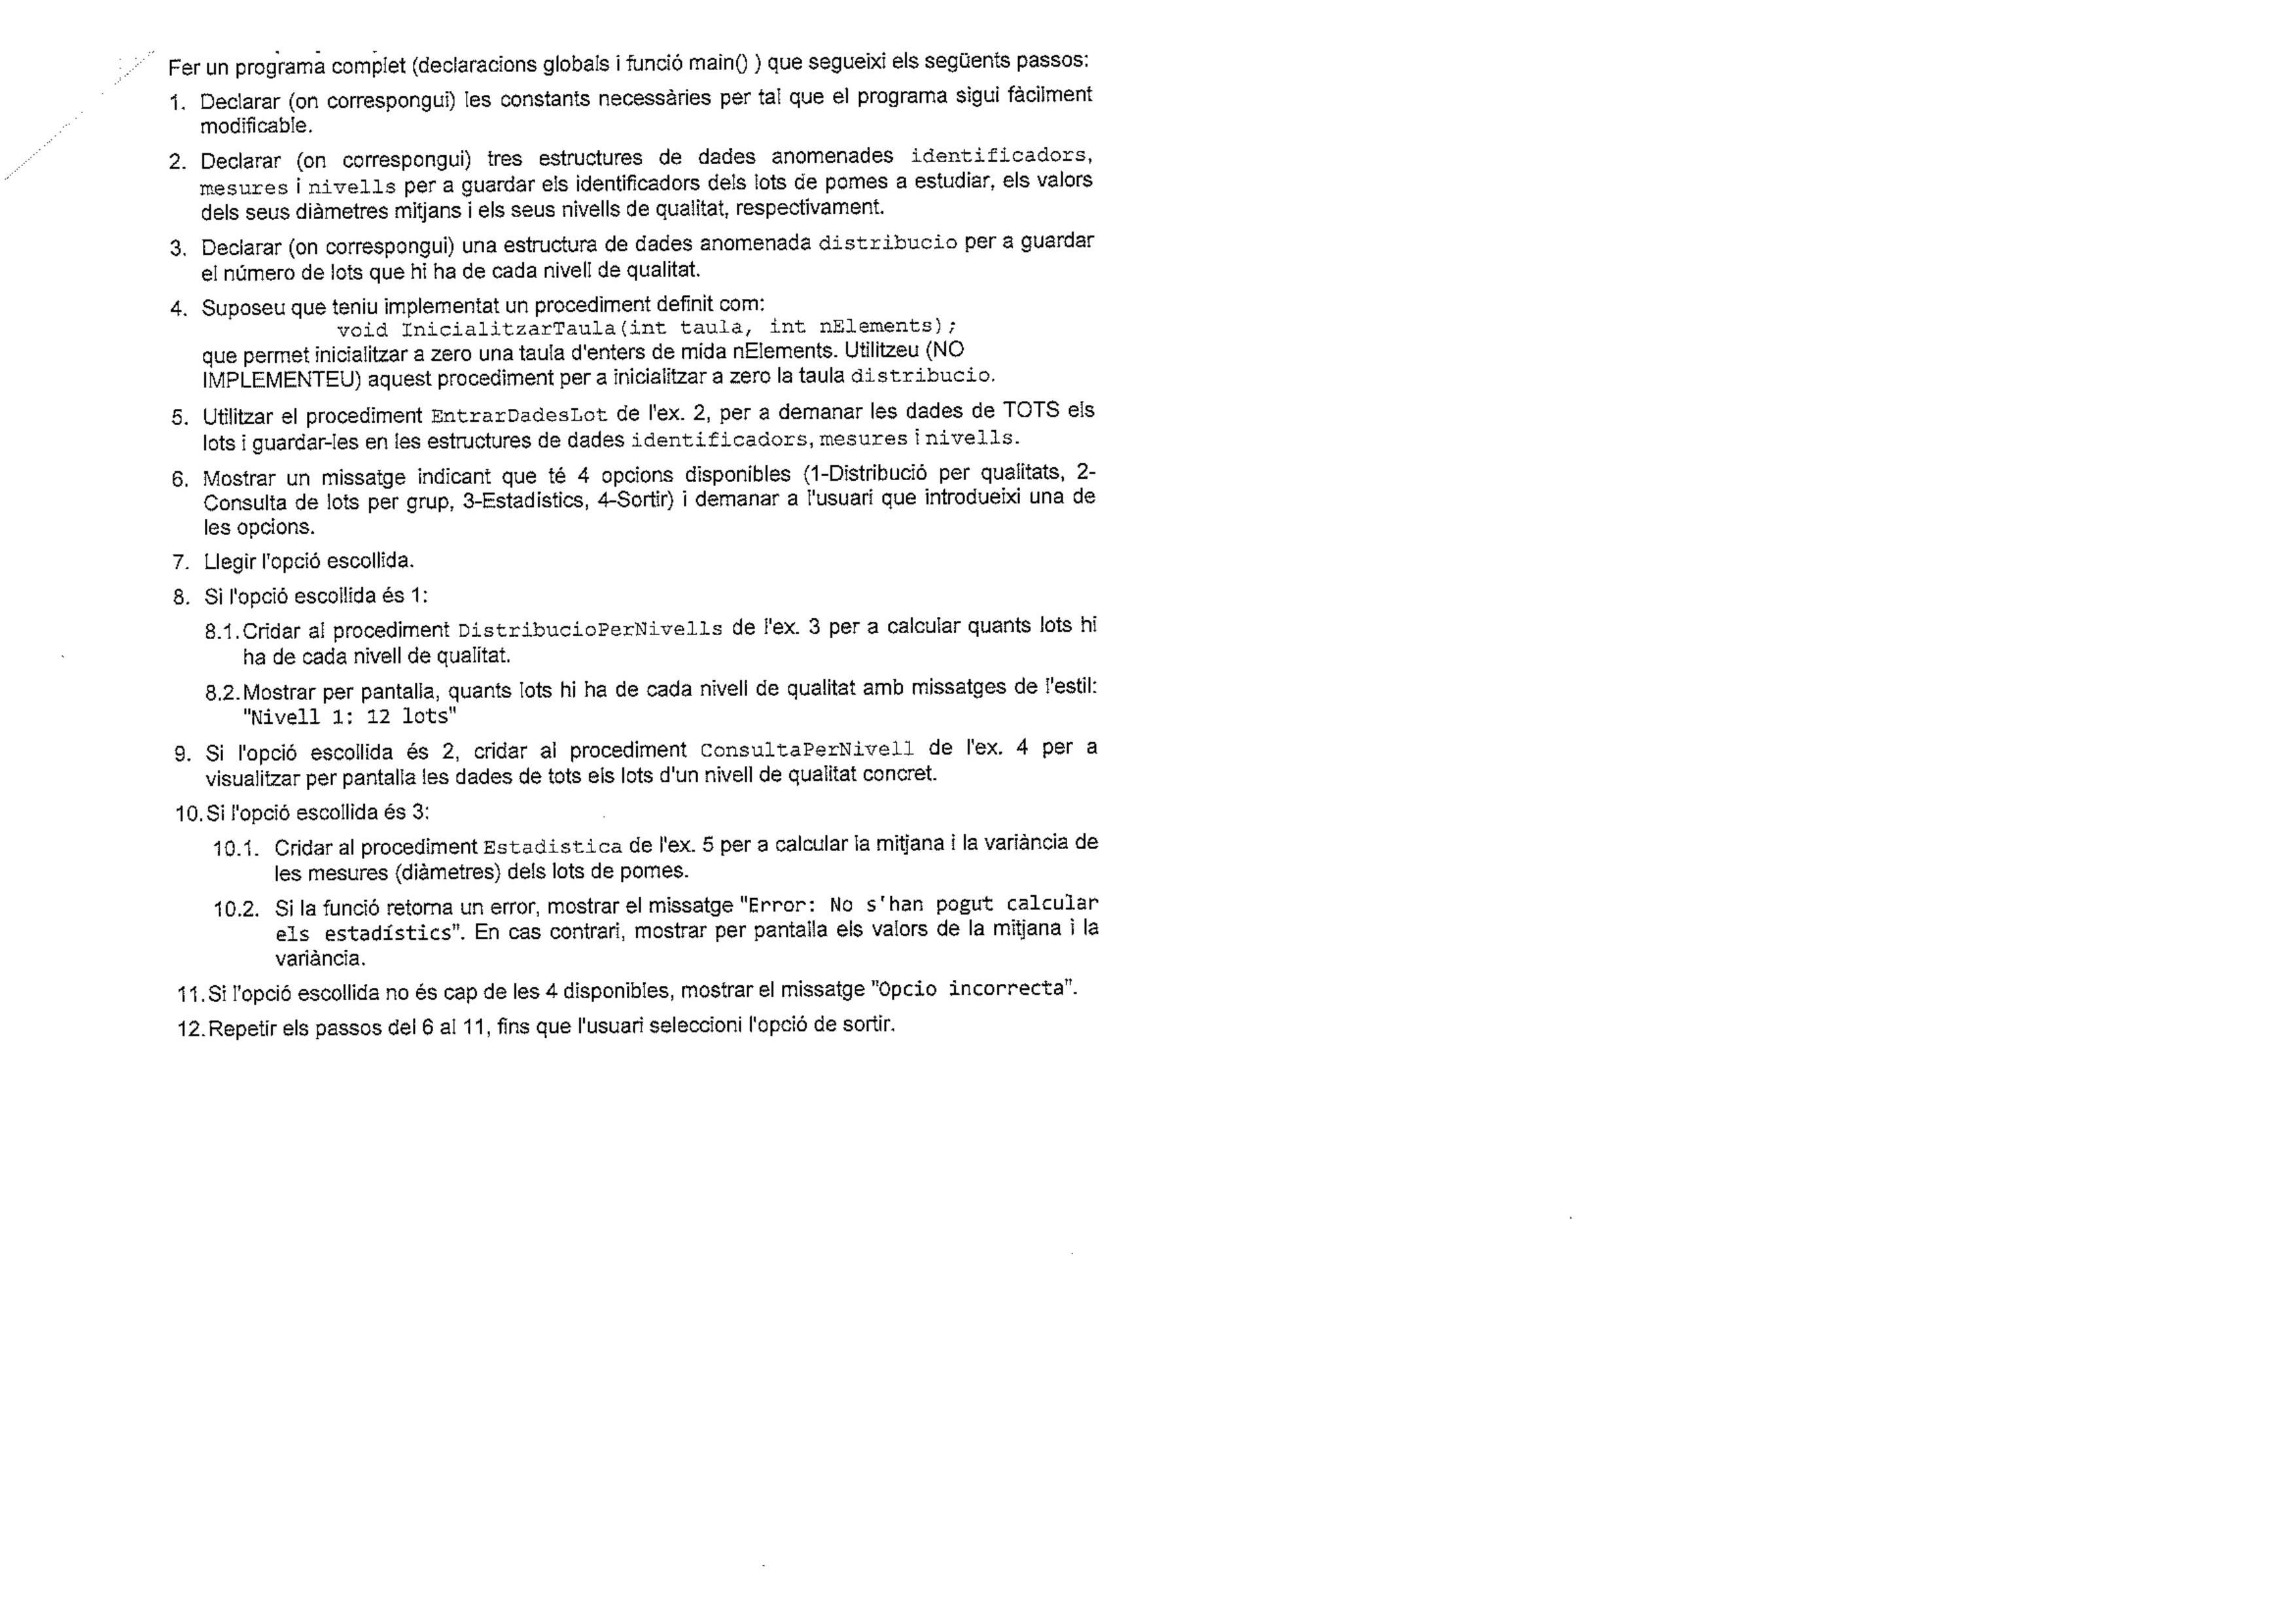 Fer un programa complet (declaracions globals i funció main() ) que segueixi els següents passos:
1. Declarar (on correspongui) les constants necessàries per tal que el programa sigui fàcilment
modificable.
2. Declarar (on correspongui) tres estructures de dades anomenades identificadors,
mesures i nivells per a guardar els identificadors dels lots de pomes a estudiar, els valors
dels seus diàmetres mitjans i els seus nivells de qualitat, respectivament.
3. Declarar (on correspongui) una estructura de dades anomenada distribucio per a guardar
el número de lots que hi ha de cada nivell de qualitat.
4. Suposeu que teniu implementat un procediment definit com:
void InicialitzarTaula(int taula, int nElements);
que permet inicialitzar a zero una taula d'enters de mida nElements. Utilitzeu (NO
IMPLEMENTEU) aquest procediment per a inicialitzar a zero la taula distribucio.
5. Utilitzar el procediment EntrarDadesLot de l'ex. 2, per a demanar les dades de TOTS els
lots i guardar-les en les estructures de dades identificadors, mesures i nivells.
6. Mostrar un missatge indicant que té 4 opcions disponibles (1-Distribució per qualitats, 2-
Consulta de lots per grup, 3-Estadístics, 4-Sortir) i demanar a l'usuari que introdueixi una de
les opcions.
7. Llegir l'opció escollida.
8. Si l'opció escollida és 1:
8.1. Cridar al procediment DistribucioPerNivells de l'ex. 3 per a calcular quants lots hi
ha de cada nivell de qualitat.
8.2. Mostrar per pantalla, quants lots hi ha de cada nivell de qualitat amb missatges de l'estil:
"Nivell 1: 12 lots"
9. Si l'opció escollida és 2, cridar al procediment ConsultaPerNivell de l'ex. 4 per a
visualitzar per pantalla les dades de tots els lots d'un nivell de qualitat concret.
10. Si l'opció escollida és 3:
10.1. Cridar al procediment Estadistica de l'ex. 5 per a calcular la mitjana i la variància de
les mesures (diàmetres) dels lots de pomes.
10.2. Si la funció retorna un error, mostrar el missatge "Error: No s'han pogut calcular
els estadístics". En cas contrari, mostrar per pantalla els valors de la mitjana i la
variància.
11. Si l'opció escollida no és cap de les 4 disponibles, mostrar el missatge "Opcio incorrecta".
12. Repetir els passos del 6 al 11, fins que l'usuari seleccioni l'opció de sortir.